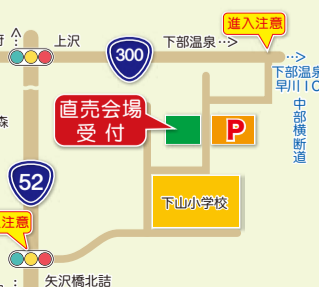 進入注意
上沢
300
下部温泉
下部温泉
早川IC
中部横断道
直売会場
受付
P
森
52
下山小学校
注意
矢沢橋北詰